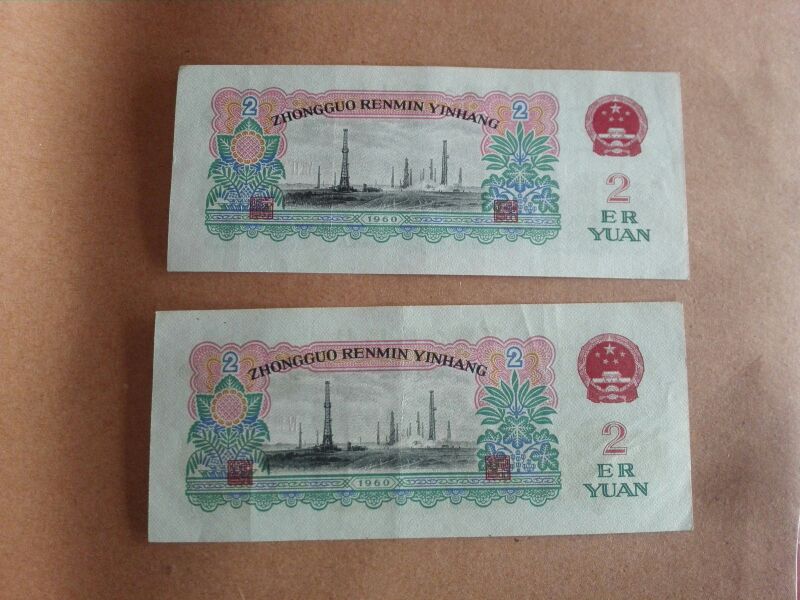 2 2
ZHONGGUO RENMIN YINHANG
2
ER
YUAN
1960
2 2
ZHONGGUO RENMIN YINHANG
2
ER
YUAN
1960